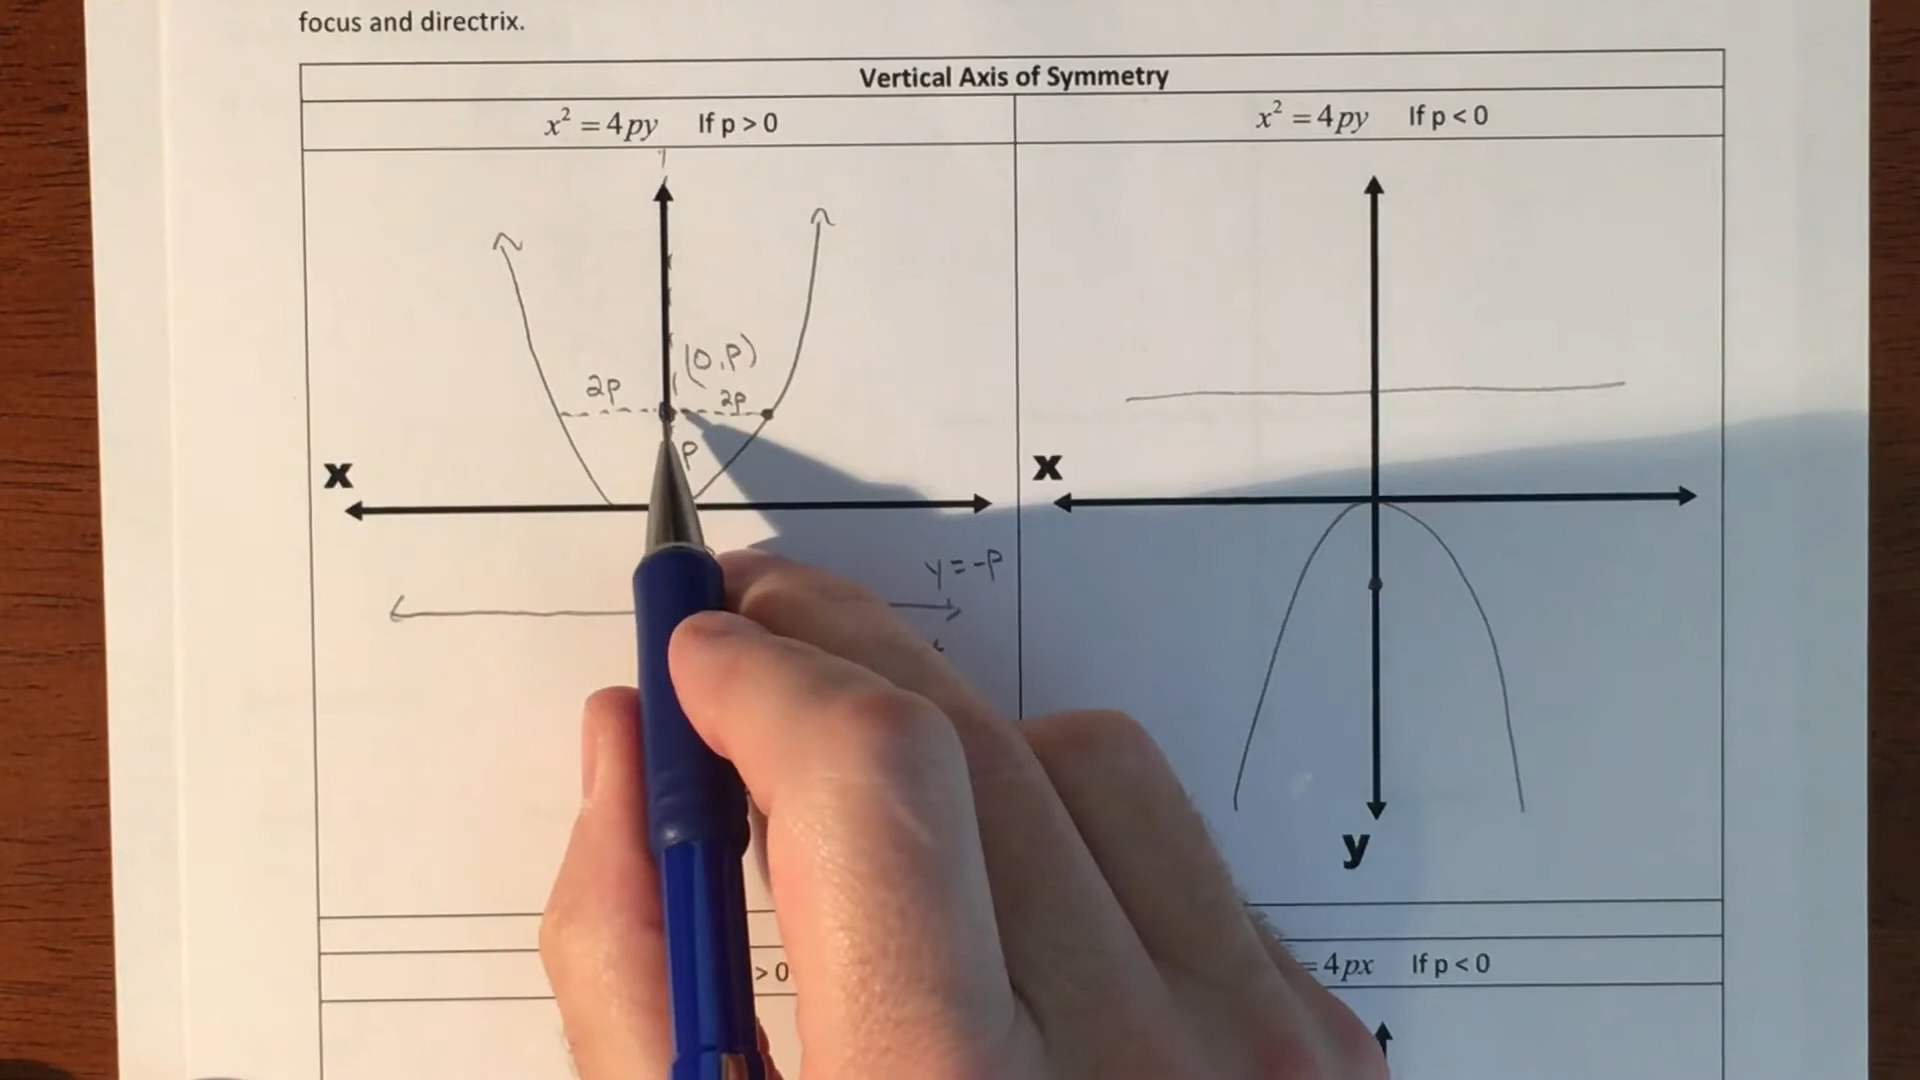 focus and directrix.
Vertical Axis of Symmetry
x² = 4py If p > 0
x² = 4py If p < 0
(0,P)
2P
2P
P
x
x
y = -P
y
> 0
= 4px If p < 0